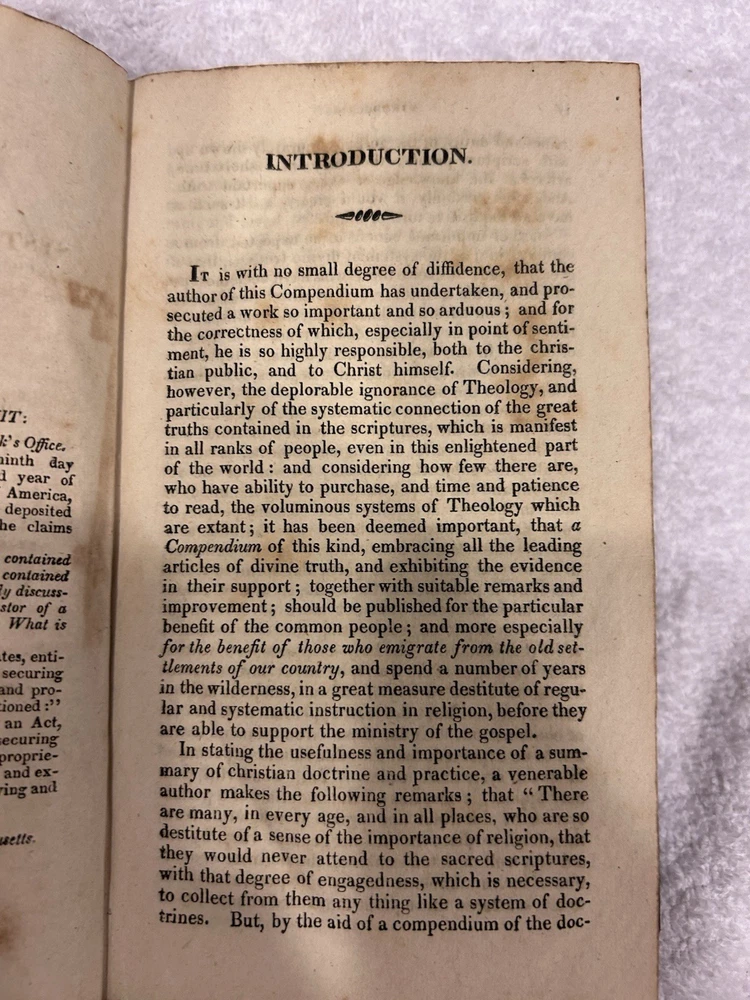 IT:
k's Office.
ninth day
d year of
America,
deposited
he claims
contained
contained
ly discuss-
stor of a
What is
tes, enti-
securing
and pro-
ioned:"
an Act,
securing
proprie-
and ex-
ving and
usetts.
INTRODUCTION.
It is with no small degree of diffidence, that the
author of this Compendium has undertaken, and pro-
secuted a work so important and so arduous; and for
the correctness of which, especially in point of senti-
ment, he is so highly responsible, both to the chris-
tian public, and to Christ himself. Considering,
however, the deplorable ignorance of Theology, and
particularly of the systematic connection of the great
truths contained in the scriptures, which is manifest
in all ranks of people, even in this enlightened part
of the world: and considering how few there are,
who have ability to purchase, and time and patience
to read, the voluminous systems of Theology which
are extant; it has been deemed important, that a
Compendium of this kind, embracing all the leading
articles of divine truth, and exhibiting the evidence
in their support; together with suitable remarks and
improvement; should be published for the particular
benefit of the common people; and more especially
for the benefit of those who emigrate from the old set-
tlements of our country, and spend a number of years
in the wilderness, in a great measure destitute of regu-
lar and systematic instruction in religion, before they
are able to support the ministry of the gospel.
In stating the usefulness and importance of a sum-
mary of christian doctrine and practice, a venerable
author makes the following remarks; that "There
are many, in every age, and in all places, who are so
destitute of a sense of the importance of religion, that
they would never attend to the sacred scriptures,
with that degree of engagedness, which is necessary,
to collect from them any thing like a system of doc-
trines. But, by the aid of a compendium of the doc-